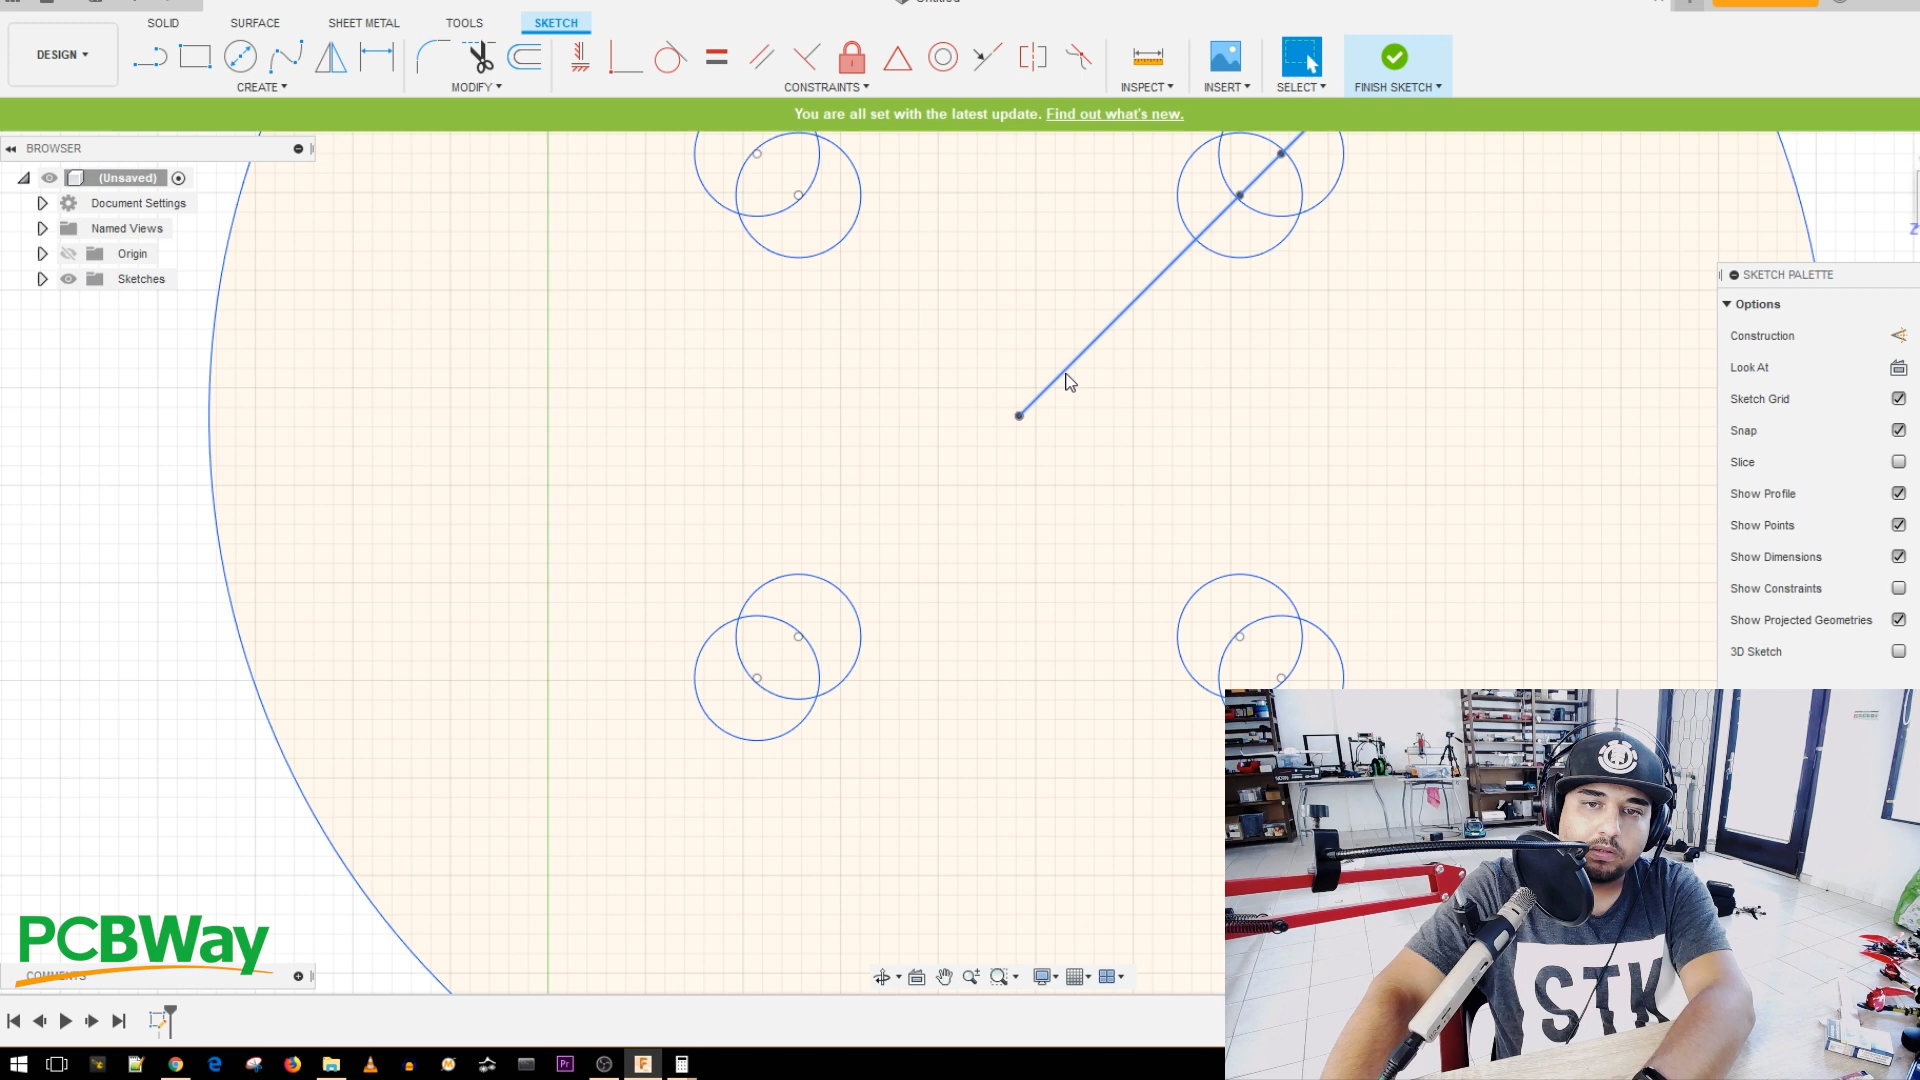 Untitled
SOLID
SURFACE
SHEET METAL
TOOLS
SKETCH
DESIGN
CREATE
MODIFY
CONSTRAINTS
INSPECT
INSERT
SELECT
FINISH SKETCH
You are all set with the latest update. Find out what's new.
BROWSER
(Unsaved)
Document Settings
Named Views
Origin
Sketches
Z
SKETCH PALETTE
Options
Construction
Look At
Sketch Grid
Snap
Slice
Show Profile
Show Points
Show Dimensions
Show Constraints
Show Projected Geometries
3D Sketch
PCBWay
COMMENTS
STK
Pr
F